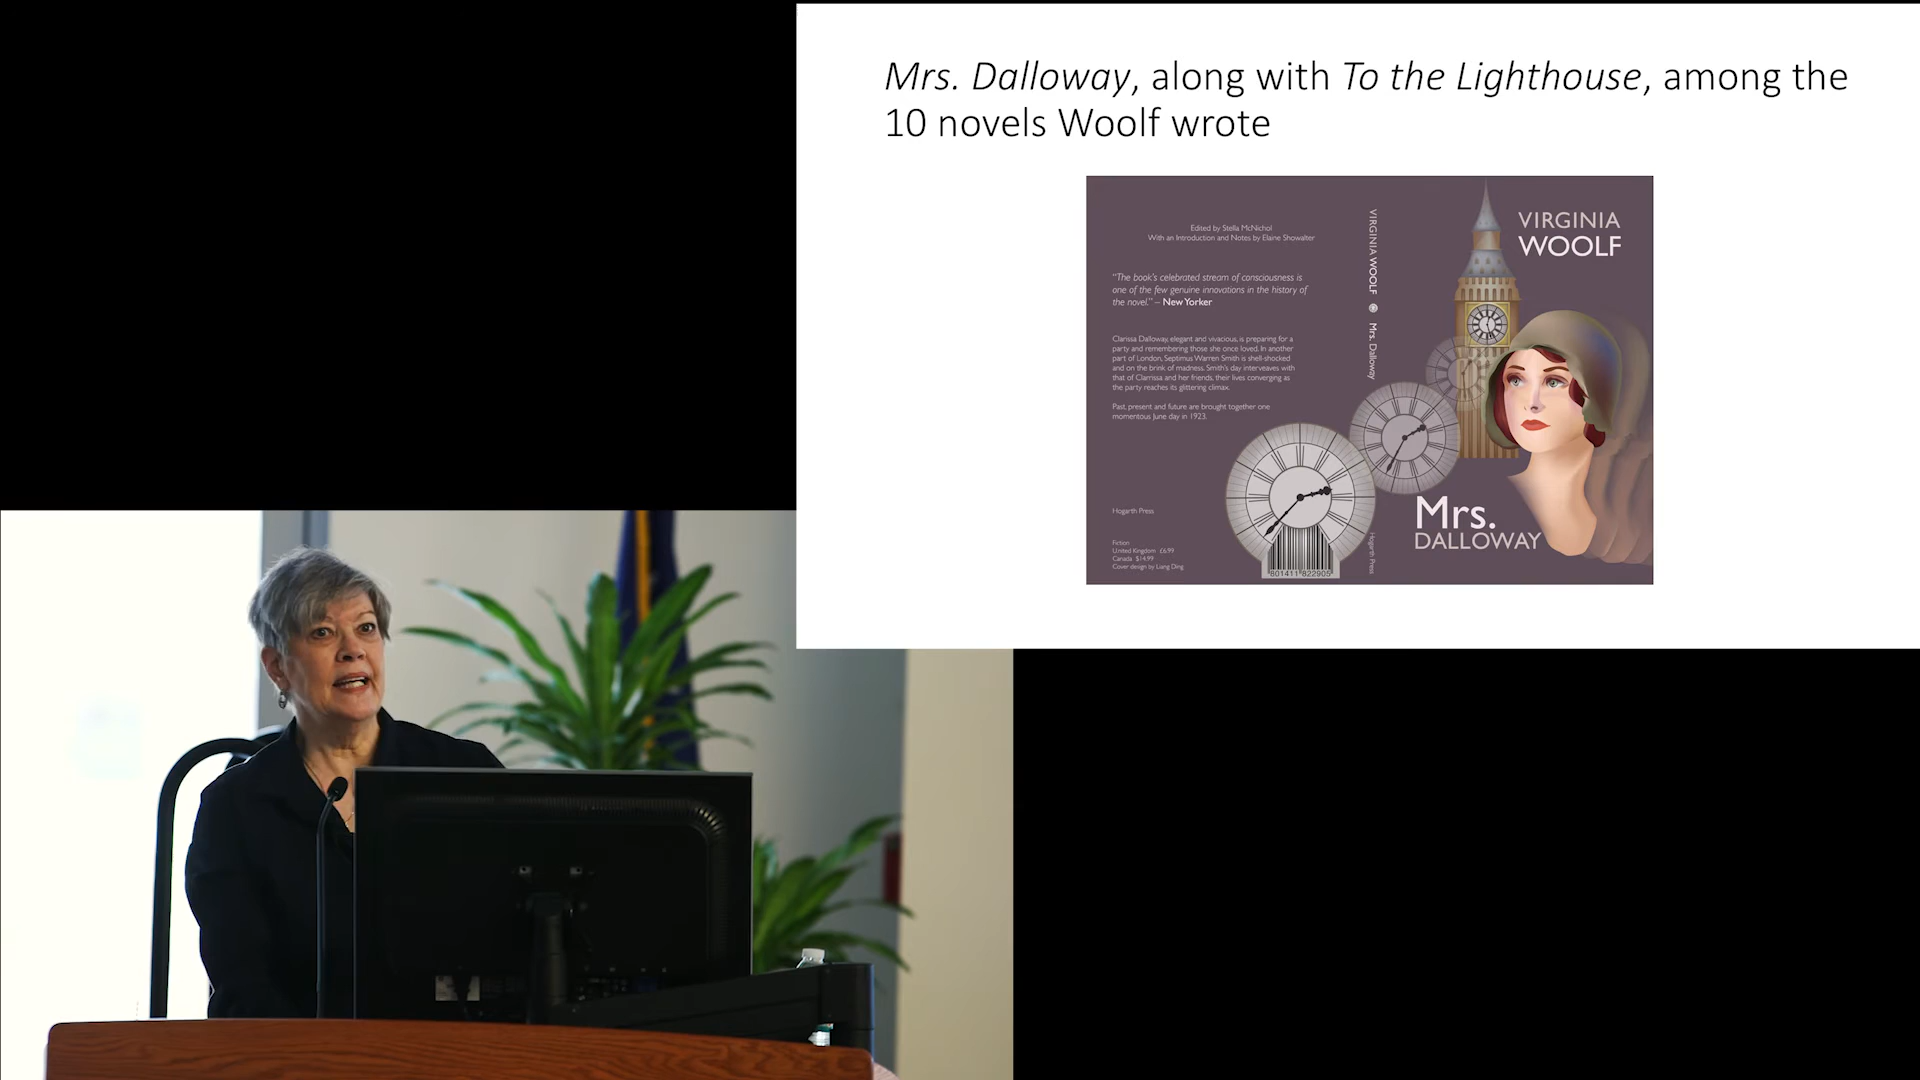 Mrs. Dalloway, along with To the Lighthouse, among the
10 novels Woolf wrote
Edited by Stella McNichol
With an Introduction and Notes by Elaine Showalter
“The book's celebrated stream of consciousness is
one of the few genuine innovations in the history of
the novel.” – New Yorker
Clarissa Dalloway, elegant and vivacious, is preparing for a
party and remembering those she once loved. In another
part of London, Septimus Warren Smith is shell-shocked
and on the brink of madness. Smith's day interweaves with
that of Clarrissa and her friends, their lives converging as
the party reaches its glittering climax.
Past, present and future are brought together one
momentous June day in 1923.
Hogarth Press
Fiction
United Kingdom £6.99
Canada $14.99
Cover design by Liang Ding
801411 822905
VIRGINIA WOOLF Mrs. Dalloway
Hogarth Press
VIRGINIA
WOOLF
Mrs.
DALLOWAY